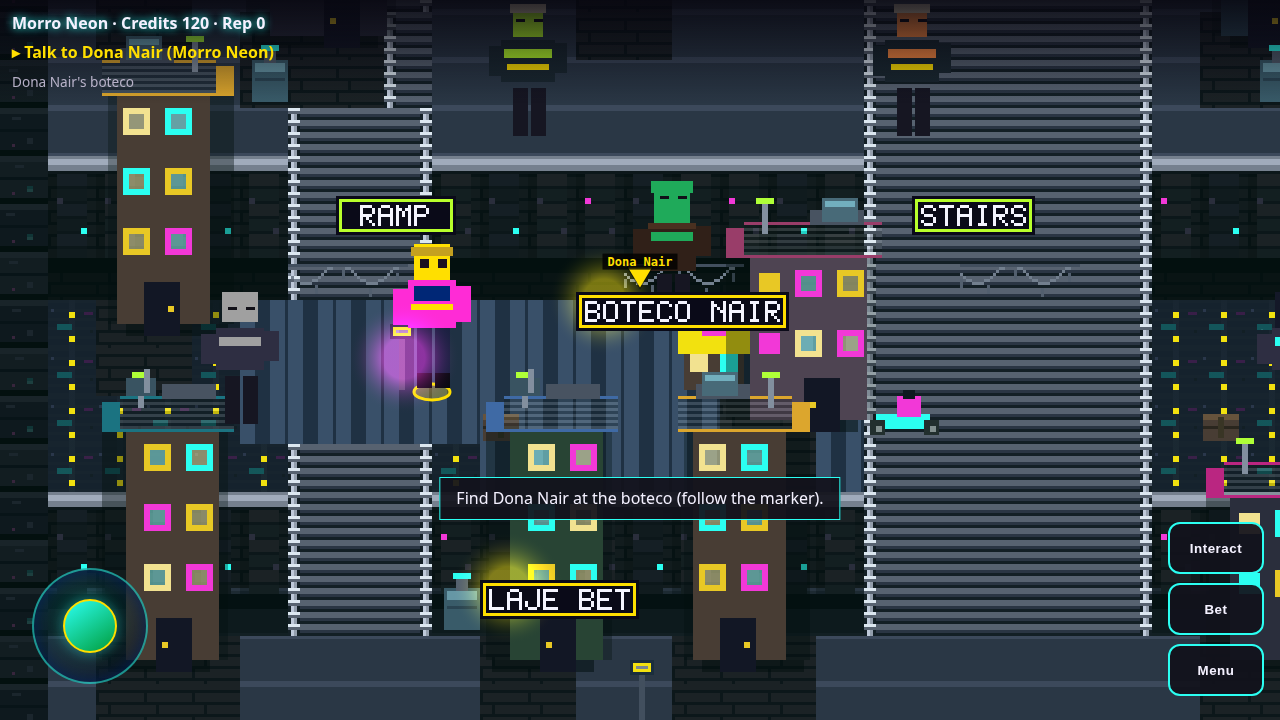 Morro Neon · Credits 120 · Rep 0
▸ Talk to Dona Nair (Morro Neon)
Dona Nair's boteco
RAMP
STAIRS
Dona Nair
BOTECO NAIR
Find Dona Nair at the boteco (follow the marker).
Interact
LAJE BET
Bet
Menu